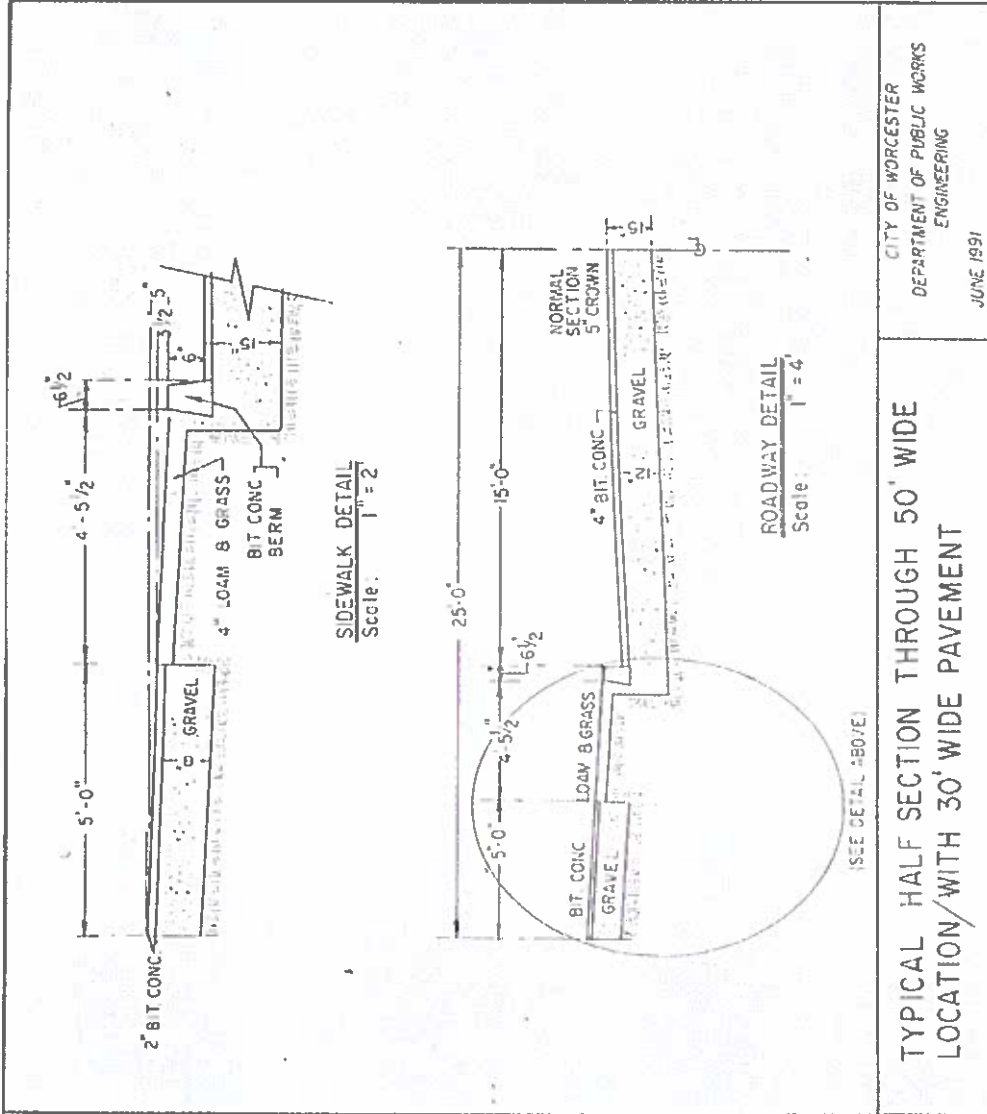 5'-0"
4'-5½"
6½"
3½"
5"
6"
15"
2" BIT. CONC.
GRAVEL
8"
4" LOAM & GRASS
BIT CONC
BERM
SIDEWALK DETAIL
Scale: 1" = 2'
25'-0"
15'-0"
6½"
5'-0"
4'-5½"
NORMAL
SECTION
5" CROWN
15"
BIT. CONC
LOAM & GRASS
4" BIT. CONC
GRAVEL
GRAVEL
12"
ROADWAY DETAIL
Scale: 1" = 4'
(SEE DETAIL ABOVE)
TYPICAL HALF SECTION THROUGH 50' WIDE
LOCATION/WITH 30' WIDE PAVEMENT
CITY OF WORCESTER
DEPARTMENT OF PUBLIC WORKS
ENGINEERING
JUNE 1991